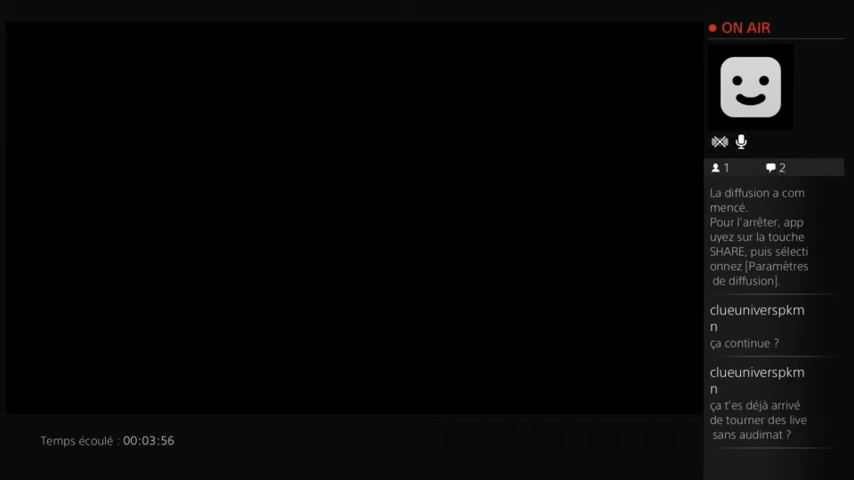 ON AIR
1 2
La diffusion a com
mencé.
Pour l'arrêter, app
uyez sur la touche
SHARE, puis sélecti
onnez [Paramètres
de diffusion].
clueuniverspkm
n
ça continue ?
clueuniverspkm
n
ça t'es déjà arrivé
de tourner des live
sans audimat ?
Temps écoulé : 00:03:56